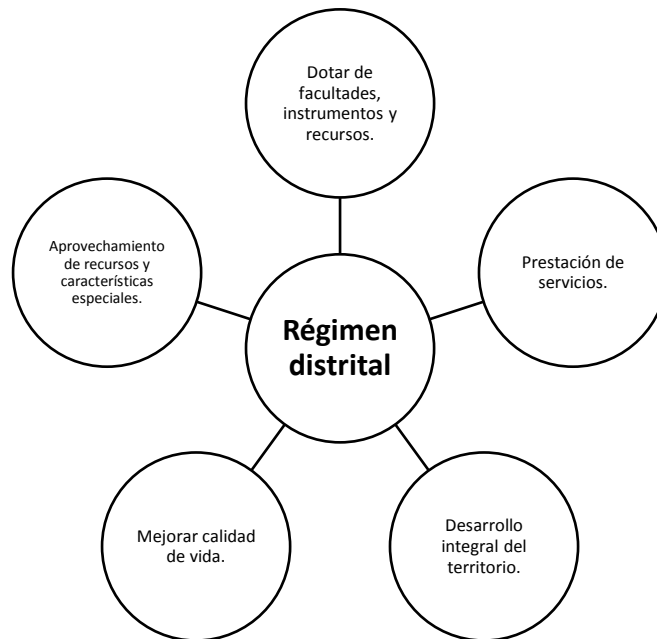 Dotar de
facultades,
instrumentos y
recursos.
Prestación de
servicios.
Desarrollo
integral del
territorio.
Mejorar calidad
de vida.
Aprovechamiento
de recursos y
características
especiales.
Régimen
distrital